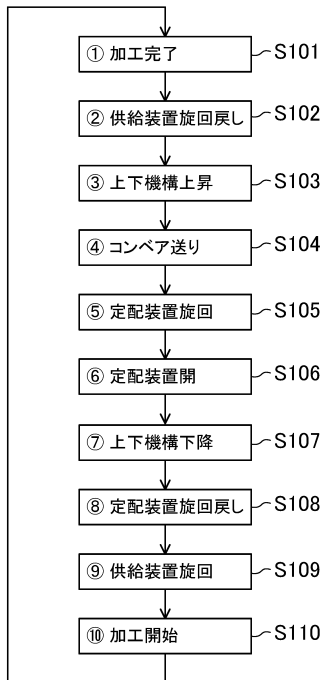 ① 加工完了 S101
② 供給装置旋回戻し S102
③ 上下機構上昇 S103
④ コンベア送り S104
⑤ 定配装置旋回 S105
⑥ 定配装置開 S106
⑦ 上下機構下降 S107
⑧ 定配装置旋回戻し S108
⑨ 供給装置旋回 S109
⑩ 加工開始 S110